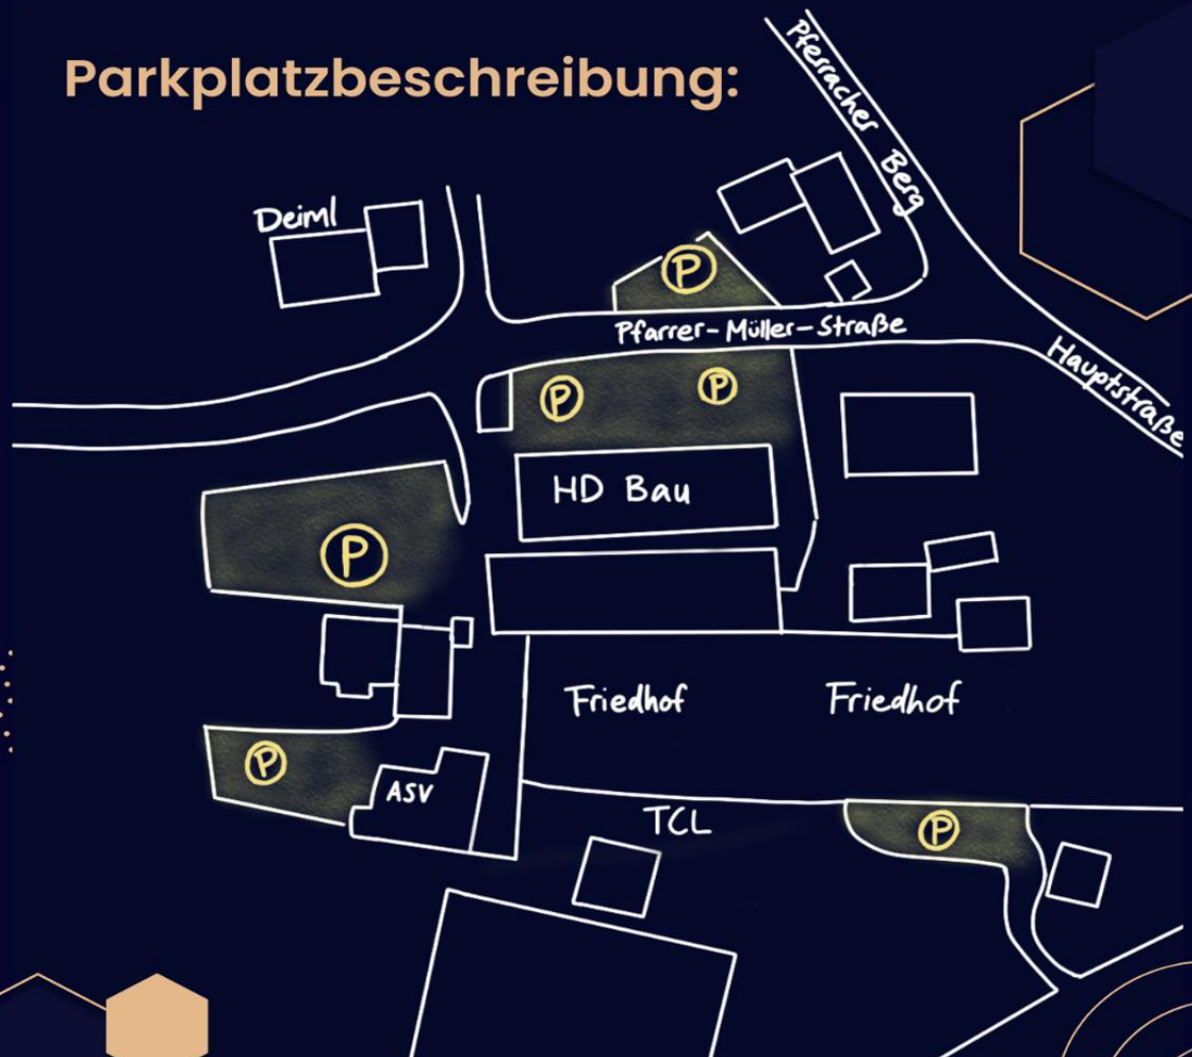 Parkplatzbeschreibung:
Pferracher Berg
Deiml
P
Pfarrer-Müller-Straße
Hauptstraße
P
P
HD Bau
P
Friedhof
Friedhof
P
ASV
TCL
P